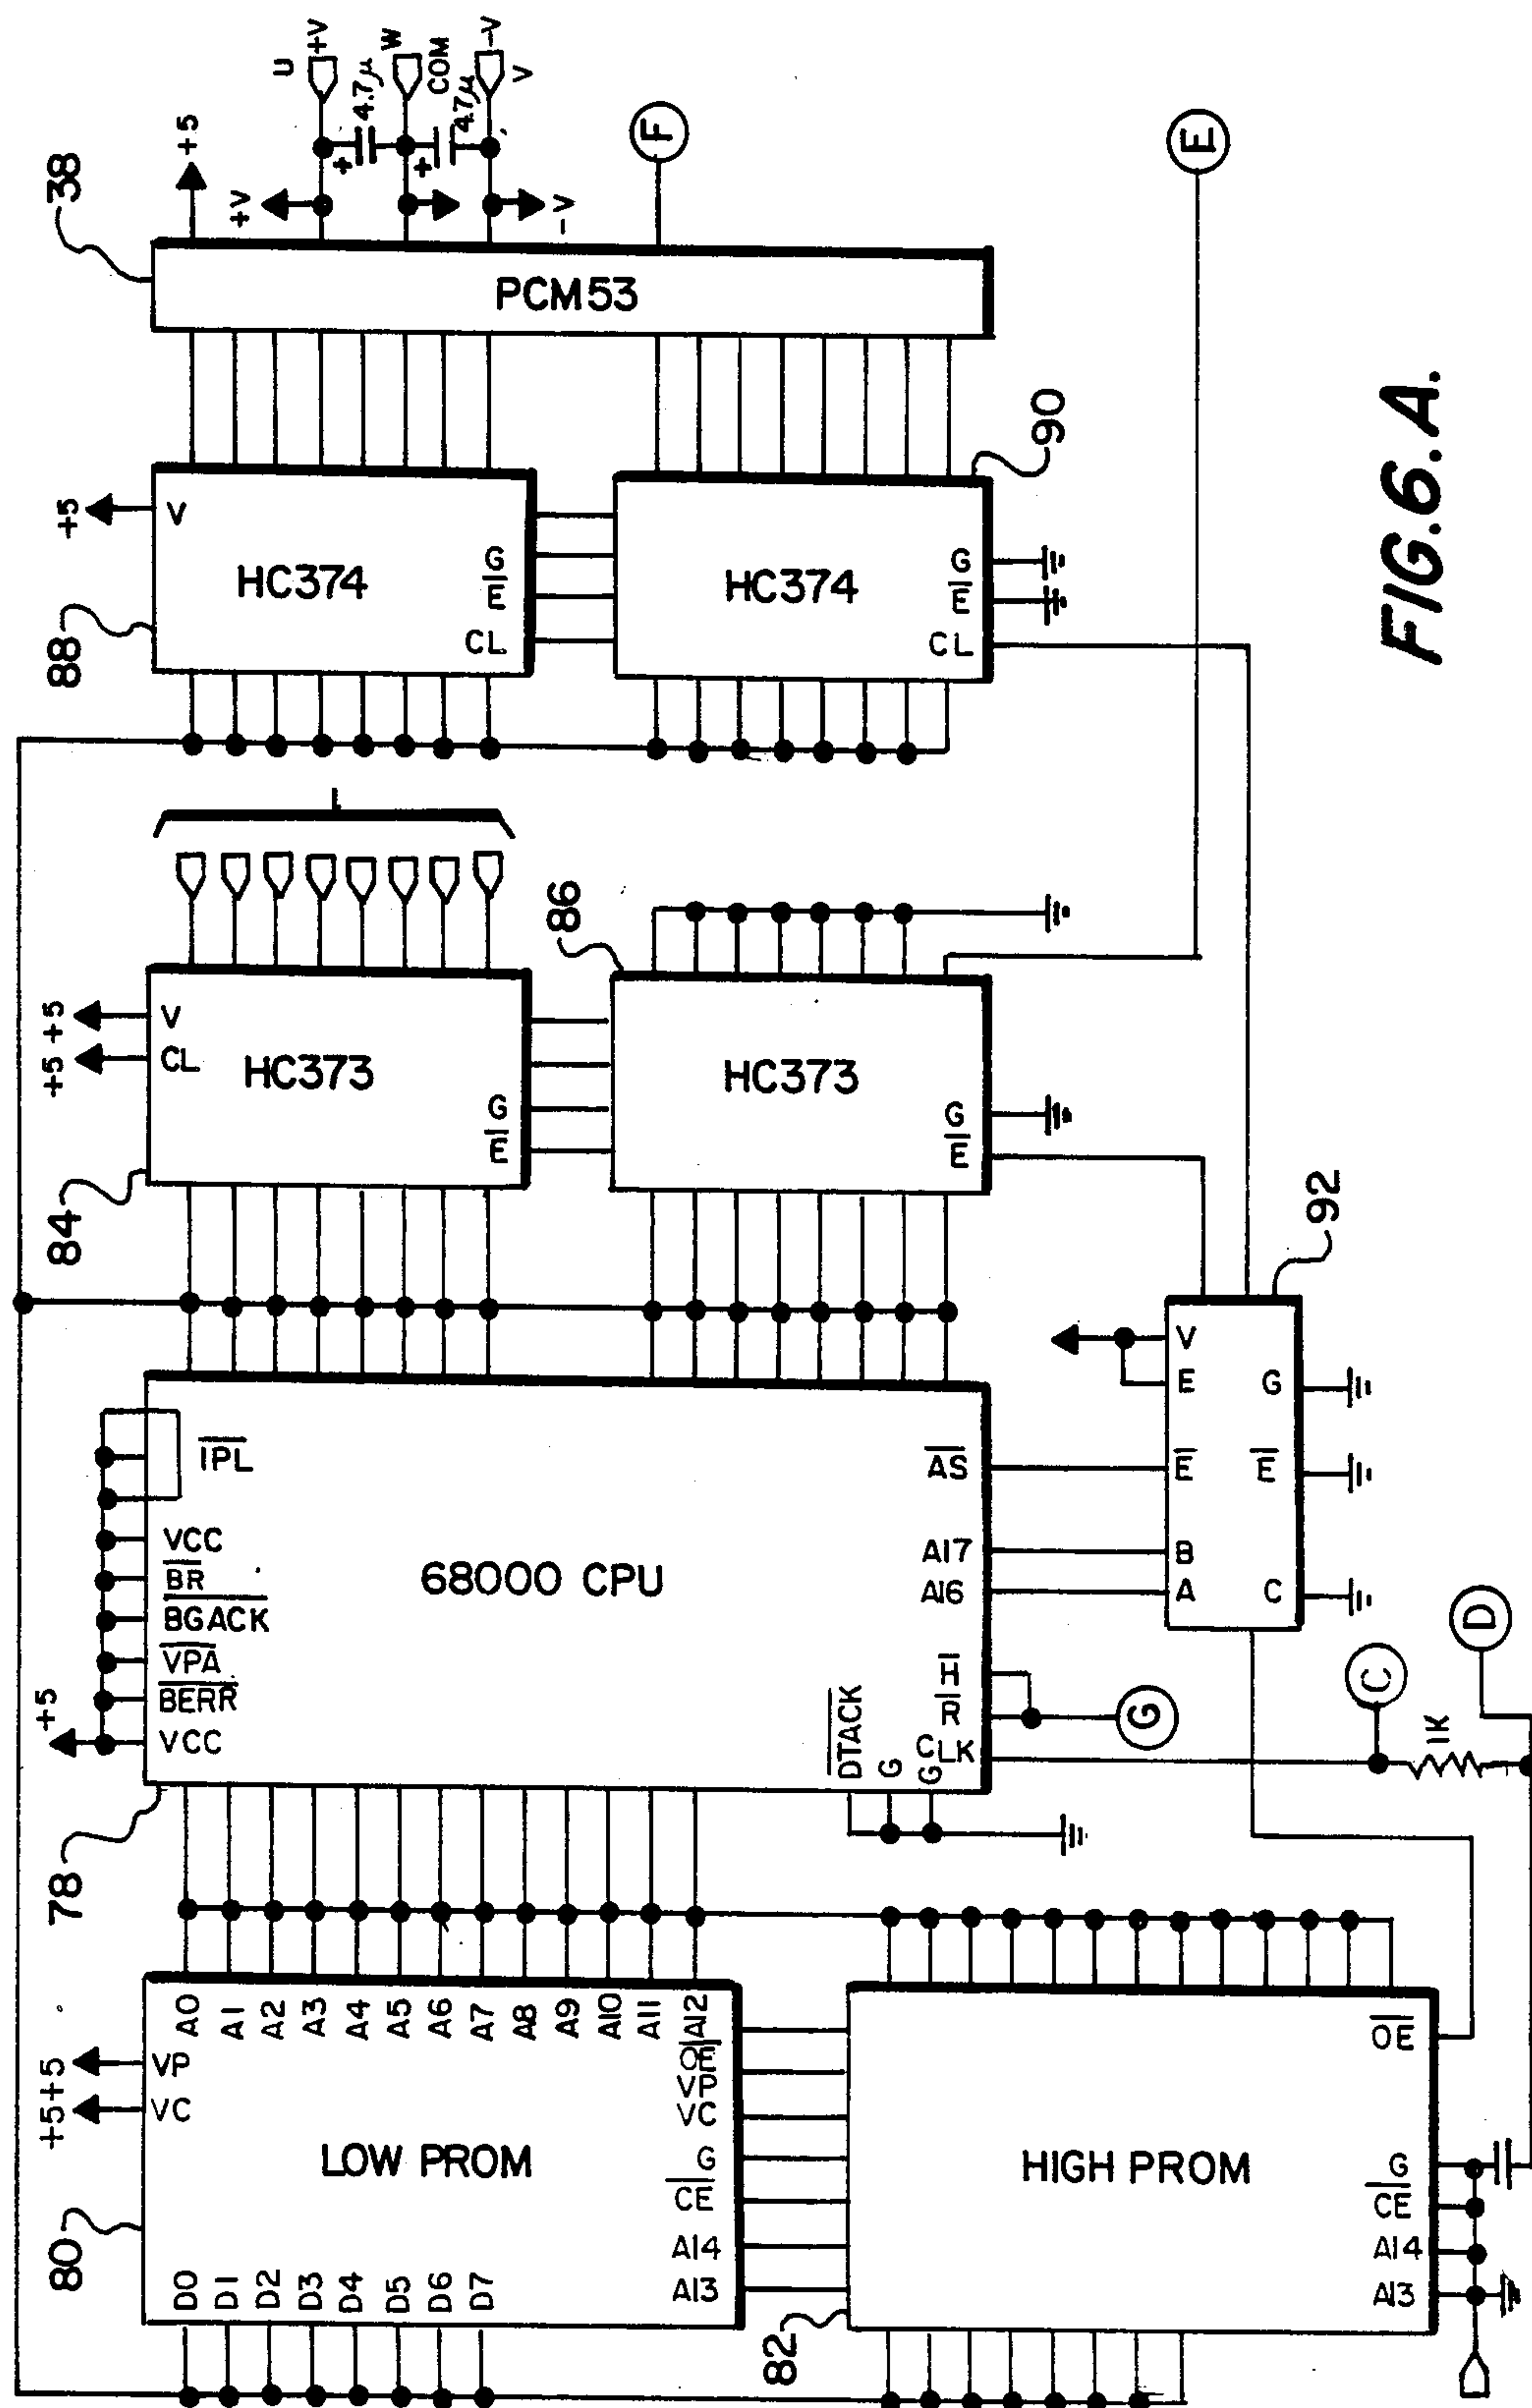 38
+5
+V
U
+V
4.7μ
W
COM
4.7μ
-V
V
-V
F
E
PCM53
88
+5
V
HC374
G
E
CL
HC374
G
E
CL
90
FIG.6.A.
L
84
+5 +5
V
CL
HC373
G
E
86
HC373
G
E
92
V
E
G
E
E
B
A
C
78
+5
IPL
VCC
BR
BGACK
VPA
BERR
VCC
68000 CPU
AS
A17
A16
H
R
CLK
DTACK
G
G
G
C
1K
D
80
+5 +5
VP
VC
A0
A1
A2
A3
A4
A5
A6
A7
A8
A9
A10
A11
A12
OE
VP
VC
G
CE
A14
A13
LOW PROM
D0
D1
D2
D3
D4
D5
D6
D7
82
HIGH PROM
OE
G
CE
A14
A13